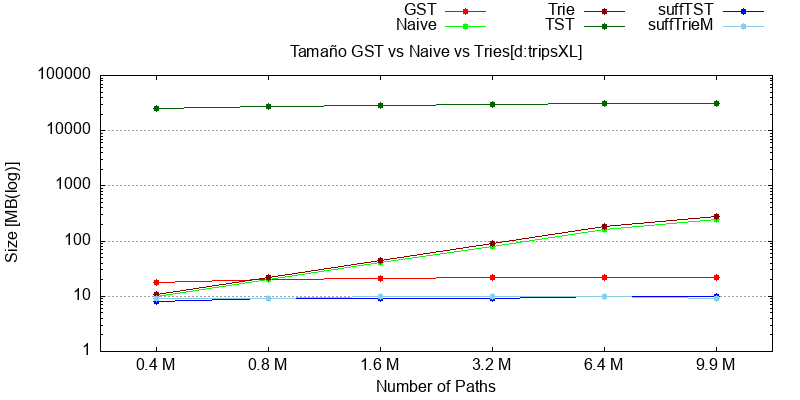 GST Trie suffTST
Naive TST suffTrieM
Tamaño GST vs Naive vs Tries[d:tripsXL]
100000
10000
1000
100
10
1
Size [MB(log)]
0.4 M 0.8 M 1.6 M 3.2 M 6.4 M 9.9 M
Number of Paths